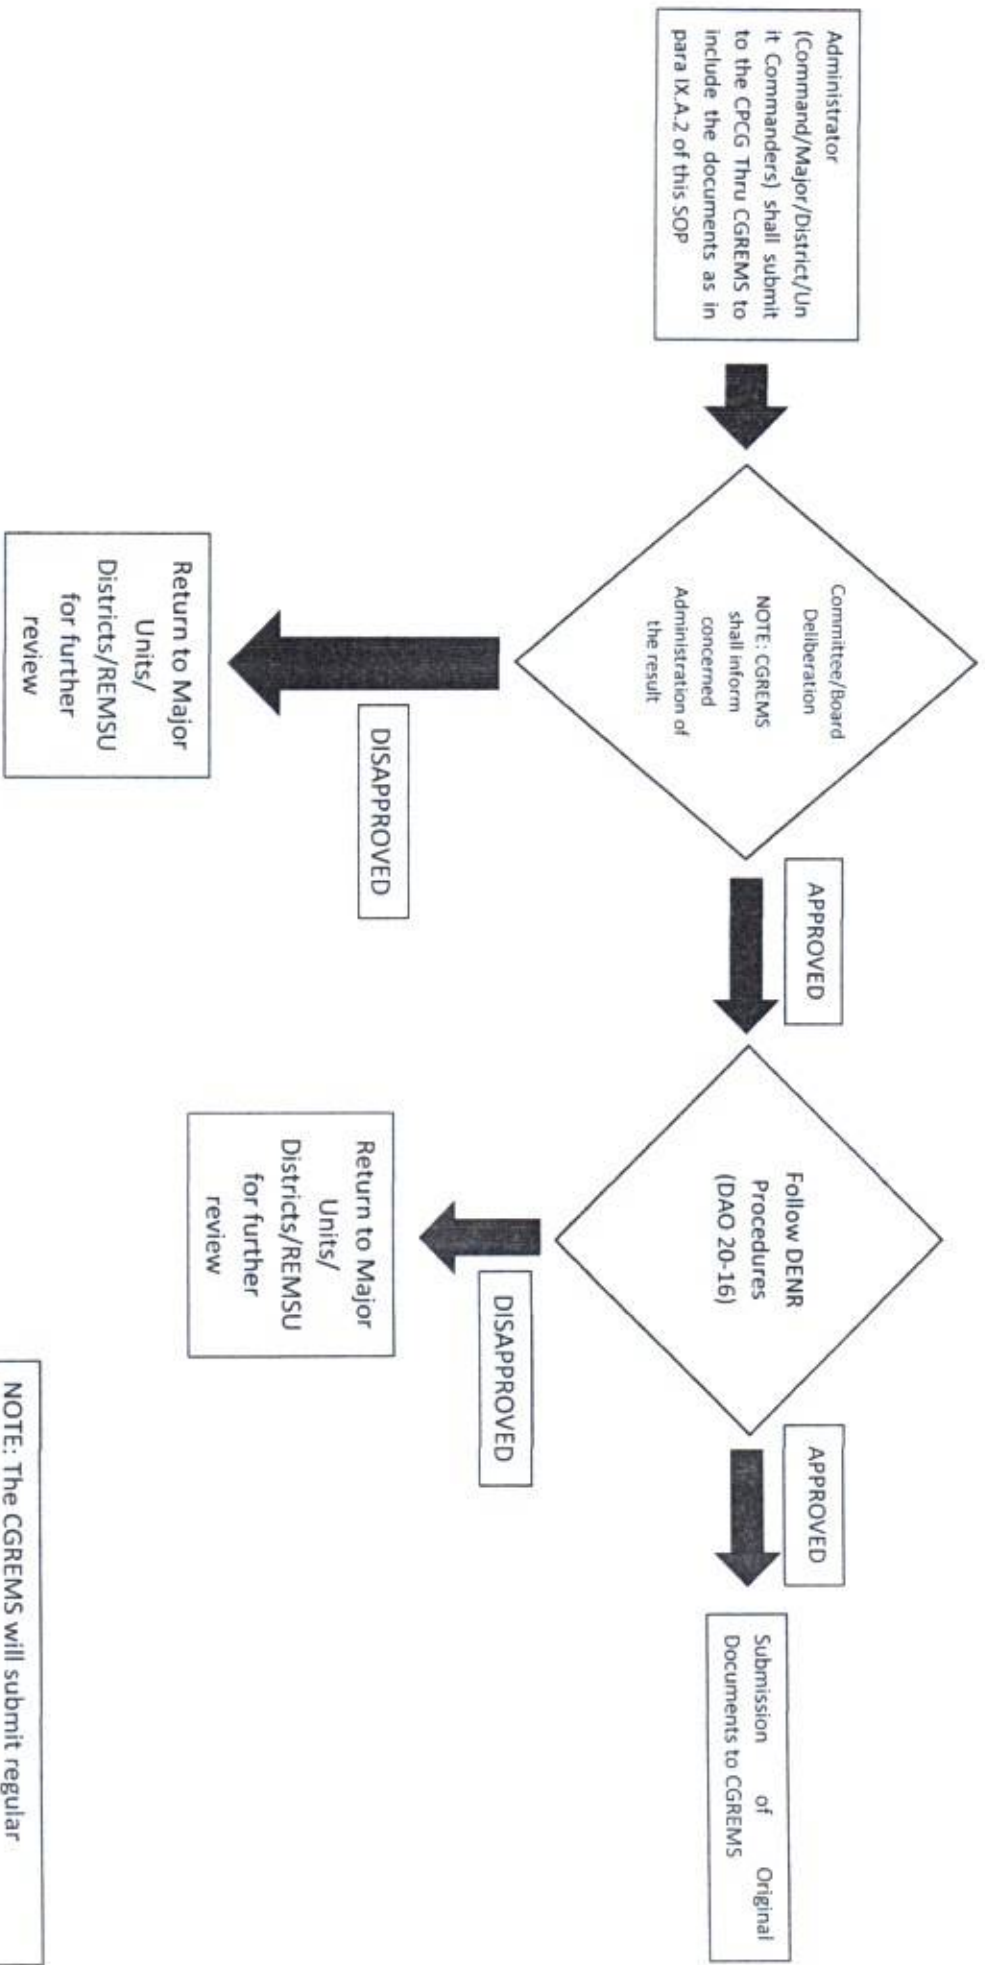 Administrator
(Command/Major/District/Un
it Commanders) shall submit
to the CPCG Thru CGREMS to
include the documents as in
para IX.A.2 of this SOP
Committee/Board
Deliberation
NOTE: CGREMS
shall inform
concerned
Administration of
the result
APPROVED
DISAPPROVED
Return to Major
Units/
Districts/REMSU
for further
review
Follow DENR
Procedures
(DAO 20-16)
APPROVED
DISAPPROVED
Return to Major
Units/
Districts/REMSU
for further
review
Submission of Original
Documents to CGREMS
NOTE: The CGREMS will submit regular